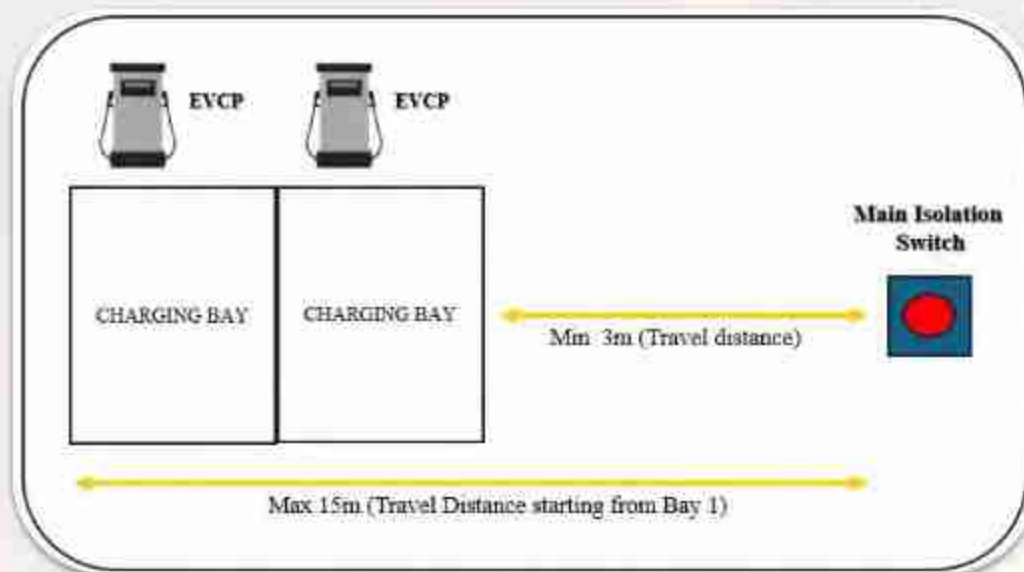 EVCP
EVCP
Main Isolation
Switch
CHARGING BAY
CHARGING BAY
Min 3m (Travel distance)
Max 15m (Travel Distance starting from Bay 1)